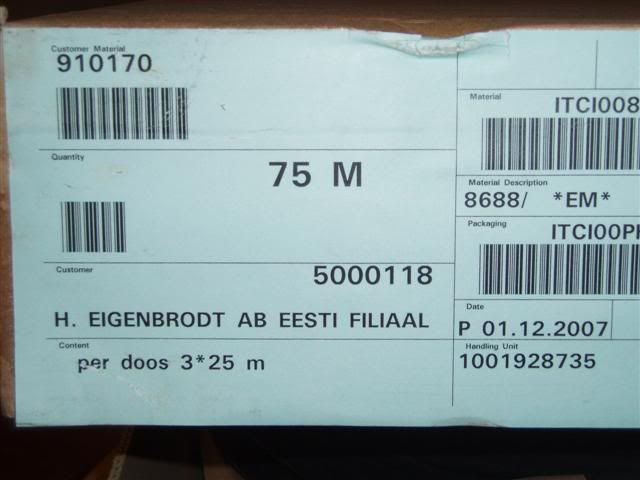 Customer Material
910170
Quantity
75 M
Customer
5000118
H. EIGENBRODT AB EESTI FILIAAL
Content
per doos 3*25 m
Material
ITCI008
Material Description
8688/ *EM*
Packaging
ITCI00P
Date
P 01.12.2007
Handling Unit
1001928735